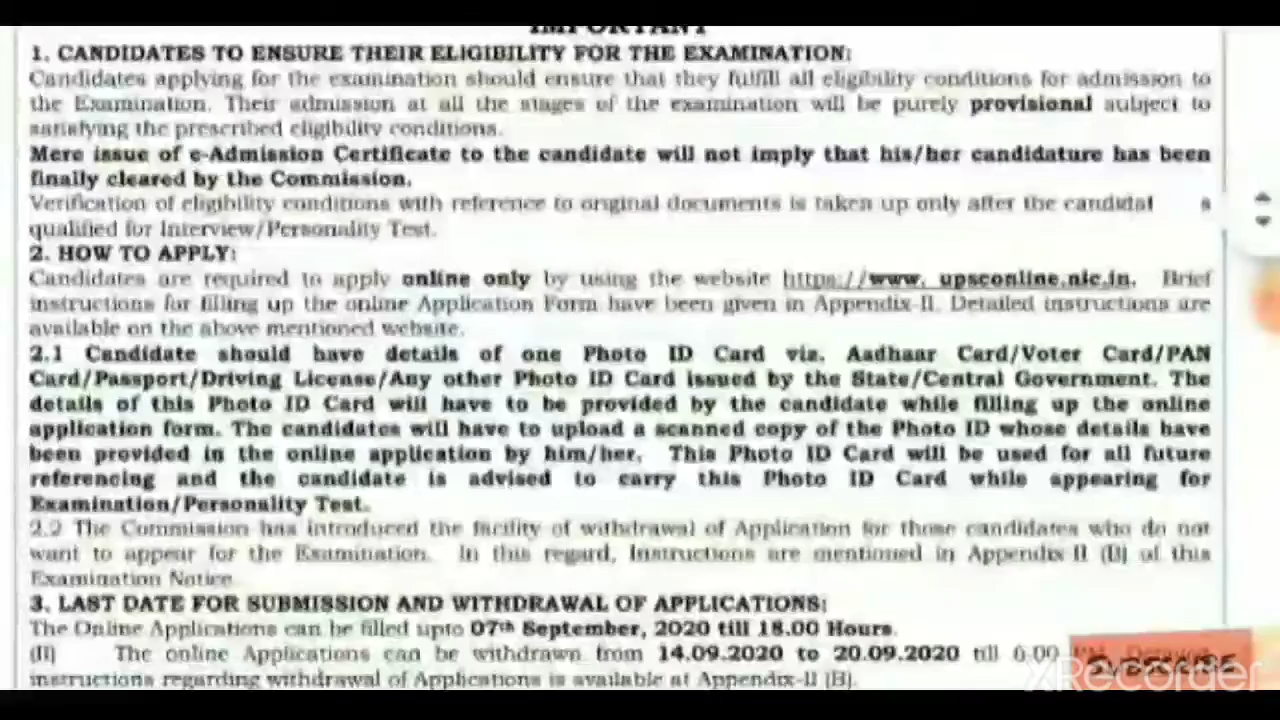 IMPORTANT
1. CANDIDATES TO ENSURE THEIR ELIGIBILITY FOR THE EXAMINATION:
Candidates applying for the examination should ensure that they fulfill all eligibility conditions for admission to
the Examination. Their admission at all the stages of the examination will be purely provisional subject to
satisfying the prescribed eligibility conditions.
Mere issue of e-Admission Certificate to the candidate will not imply that his/her candidature has been
finally cleared by the Commission.
Verification of eligibility conditions with reference to original documents is taken up only after the candidat s
qualified for Interview/Personality Test.
2. HOW TO APPLY:
Candidates are required to apply online only by using the website https://www. upsconline.nic.in. Brief
instructions for filling up the online Application Form have been given in Appendix-II. Detailed instructions are
available on the above mentioned website.
2.1 Candidate should have details of one Photo ID Card viz. Aadhaar Card/Voter Card/PAN
Card/Passport/Driving License/Any other Photo ID Card issued by the State/Central Government. The
details of this Photo ID Card will have to be provided by the candidate while filling up the online
application form. The candidates will have to upload a scanned copy of the Photo ID whose details have
been provided in the online application by him/her. This Photo ID Card will be used for all future
referencing and the candidate is advised to carry this Photo ID Card while appearing for
Examination/Personality Test.
2.2 The Commission has introduced the facility of withdrawal of Application for those candidates who do not
want to appear for the Examination. In this regard, Instructions are mentioned in Appendix-II (B) of this
Examination Notice.
3. LAST DATE FOR SUBMISSION AND WITHDRAWAL OF APPLICATIONS:
The Online Applications can be filled upto 07th September, 2020 till 18.00 Hours.
(II) The online Applications can be withdrawn from 14.09.2020 to 20.09.2020 till 6.00
instructions regarding withdrawal of Applications is available at Appendix-II (B).
XRecorder